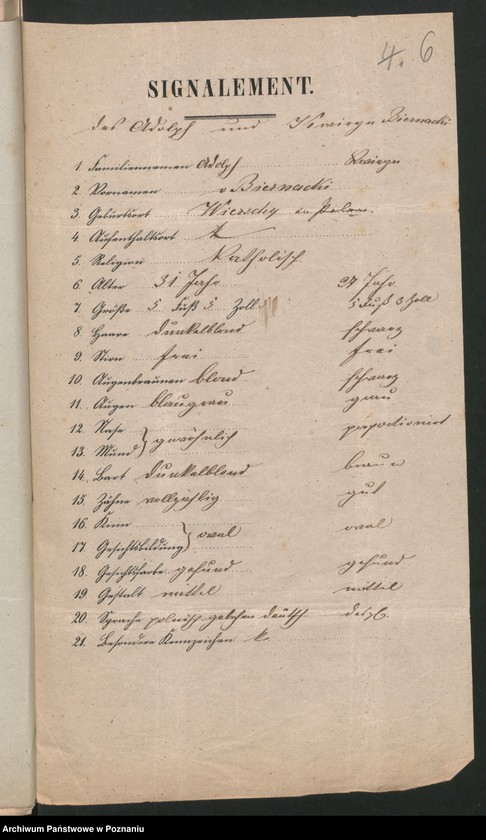 4. 6
SIGNALEMENT.
des Adolph und Xswirgn Biernacki
1. Familiennamen Adolph
2. Vornamen v Biernacki
3. Geburtsort Wierzchy in Polen.
4. Aufenthaltsort
5. Religion katholisch
6. Alter 31 Jahr 27 Jahr
7. Größe 5 Fuß 5 Zoll 5 Fuß 3 Zoll
8. Haare dunkelblond schwarz
9. Stirn frei frei
10. Augenbraunen blond schwarz
11. Augen blaugrau grau
12. Nase proportionirt
13. Mund gewöhnlich
14. Bart dunkelblond braun
15. Zähne vollzählig gut
16. Kinn oval
17. Gesichtsbildung oval
18. Gesichtsfarbe gesund gesund
19. Gestalt mittel mittel
20. Sprache polnisch gebrochen deutsch desgl.
21. Besondere Kennzeichen k.
Archiwum Państwowe w Poznaniu